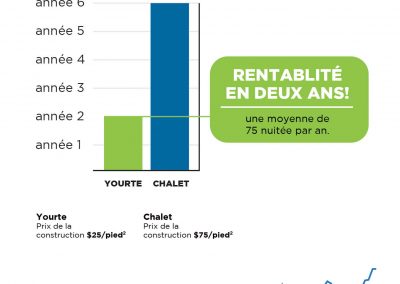 année 6
année 5
année 4
année 3
année 2
année 1
RENTABLITÉ
EN DEUX ANS!
une moyenne de
75 nuitée par an.
YOURTE CHALET
Yourte
Prix de la
construction $25/pied²
Chalet
Prix de la
construction $75/pied²